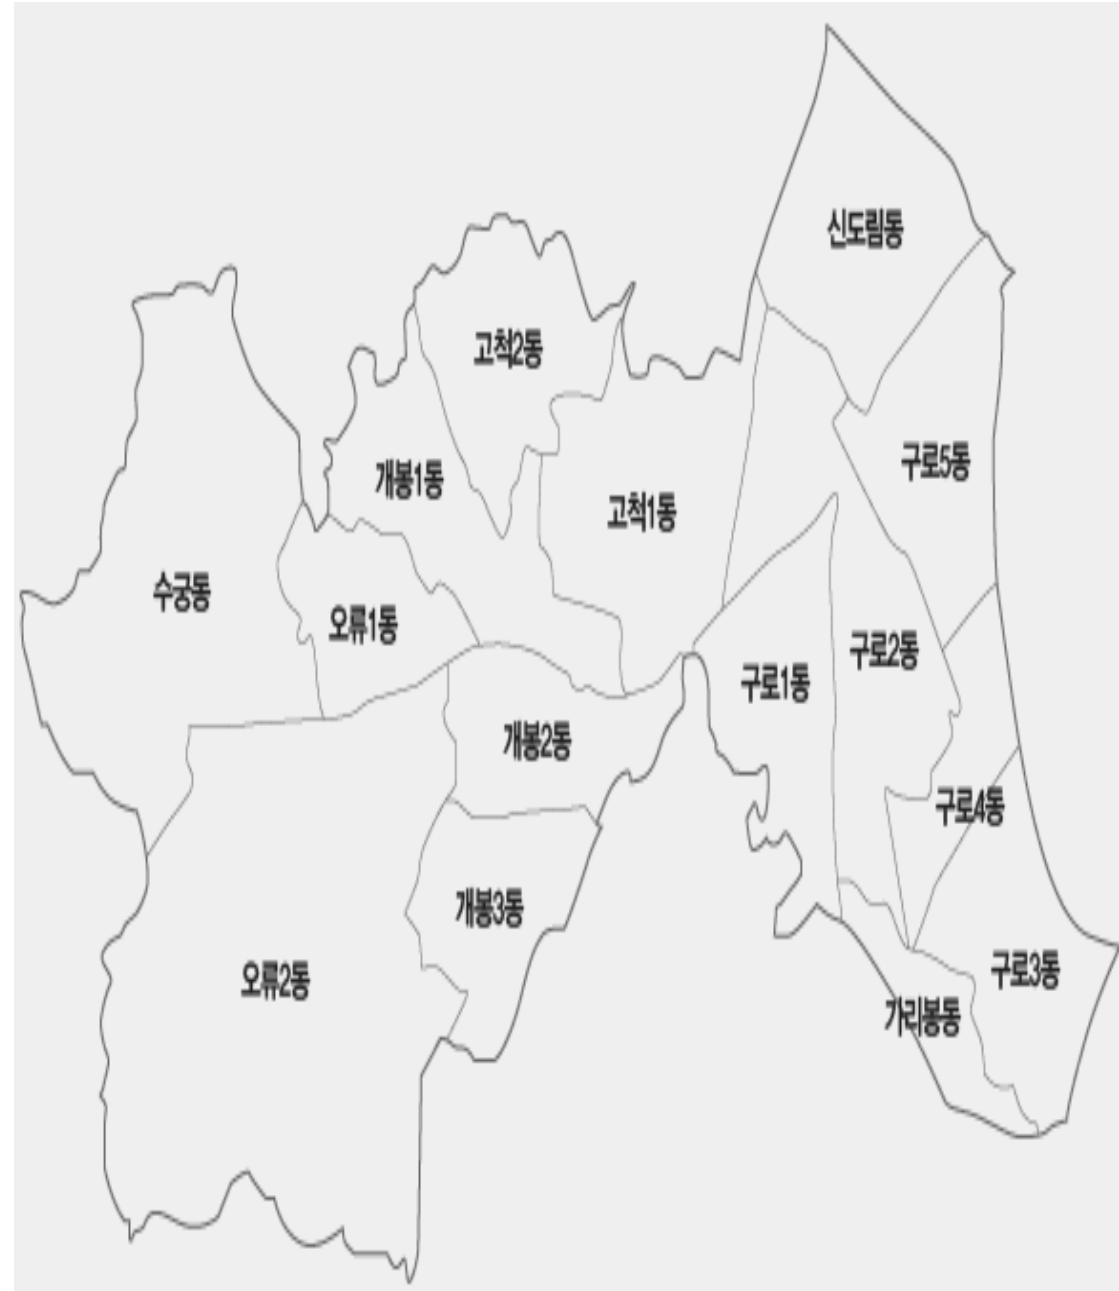 신도림동
고척2동
구로5동
개봉1동
고척1동
수궁동
오류1동
구로2동
구로1동
개봉2동
구로4동
개봉3동
구로3동
오류2동
가리봉동